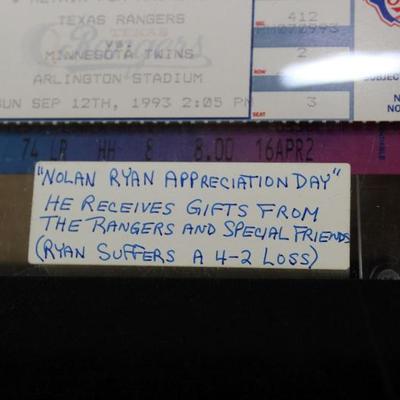 TEXAS RANGERS
VS.
MINNESOTA TWINS
ARLINGTON STADIUM
SUN SEP 12TH, 1993 2:05 PM
412
2
3
74 LR HH 8 8.00 16APR2
"NOLAN RYAN APPRECIATION DAY"
HE RECEIVES GIFTS FROM
THE RANGERS AND SPECIAL FRIENDS
(RYAN SUFFERS A 4-2 LOSS)